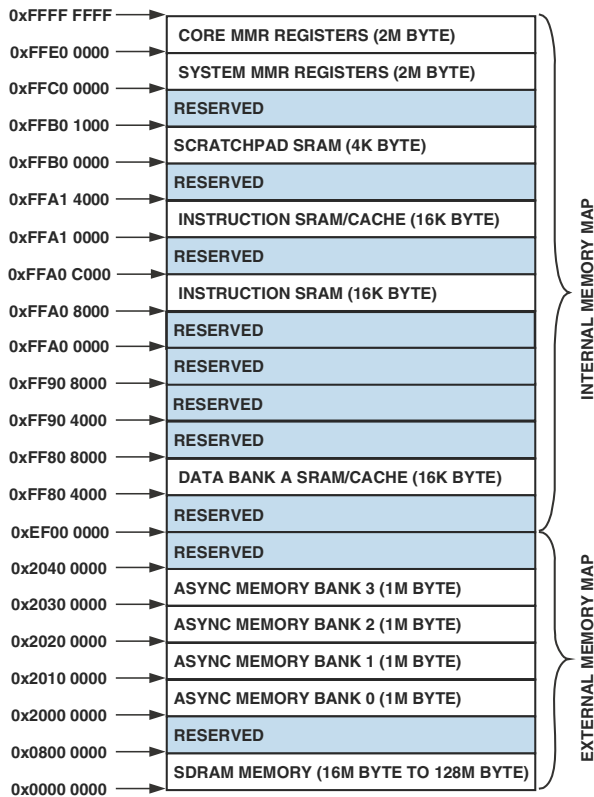 0xFFFF FFFF
CORE MMR REGISTERS (2M BYTE)
0xFFE0 0000
SYSTEM MMR REGISTERS (2M BYTE)
0xFFC0 0000
RESERVED
0xFFB0 1000
SCRATCHPAD SRAM (4K BYTE)
0xFFB0 0000
RESERVED
0xFFA1 4000
INSTRUCTION SRAM/CACHE (16K BYTE)
0xFFA1 0000
RESERVED
0xFFA0 C000
INSTRUCTION SRAM (16K BYTE)
0xFFA0 8000
RESERVED
0xFFA0 0000
RESERVED
0xFF90 8000
RESERVED
0xFF90 4000
RESERVED
0xFF80 8000
DATA BANK A SRAM/CACHE (16K BYTE)
0xFF80 4000
RESERVED
0xEF00 0000
RESERVED
0x2040 0000
ASYNC MEMORY BANK 3 (1M BYTE)
0x2030 0000
ASYNC MEMORY BANK 2 (1M BYTE)
0x2020 0000
ASYNC MEMORY BANK 1 (1M BYTE)
0x2010 0000
ASYNC MEMORY BANK 0 (1M BYTE)
0x2000 0000
RESERVED
0x0800 0000
SDRAM MEMORY (16M BYTE TO 128M BYTE)
0x0000 0000
INTERNAL MEMORY MAP
EXTERNAL MEMORY MAP